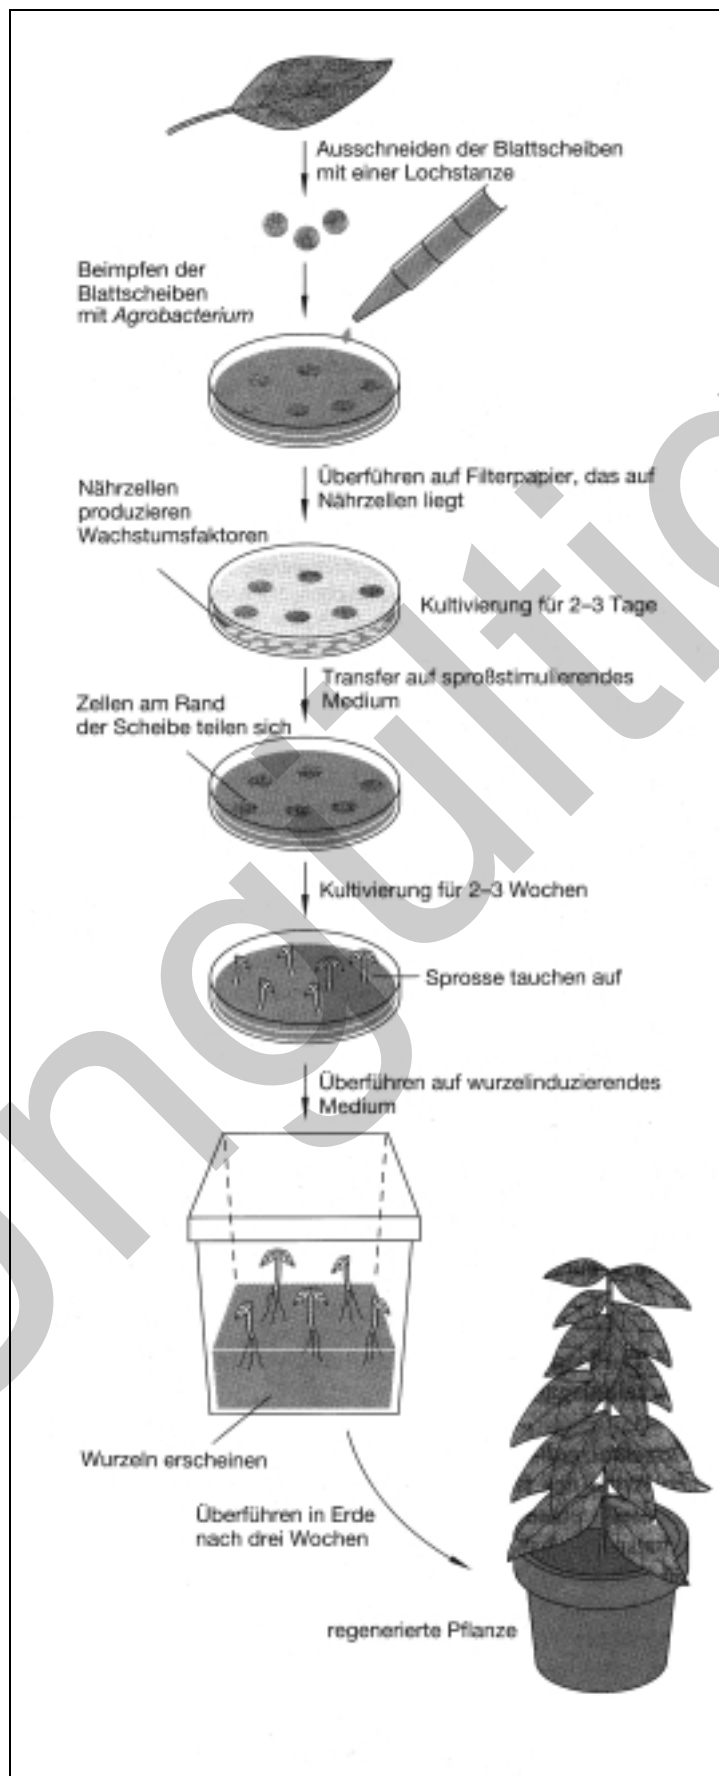 Ausschneiden der Blattscheiben
mit einer Lochstanze
Beimpfen der
Blattscheiben
mit Agrobacterium
Überführen auf Filterpapier, das auf
Nährzellen liegt
Nährzellen
produzieren
Wachstumsfaktoren
Kultivierung für 2–3 Tage
Transfer auf sproßstimulierendes
Medium
Zellen am Rand
der Scheibe teilen sich
Kultivierung für 2–3 Wochen
Sprosse tauchen auf
Überführen auf wurzelinduzierendes
Medium
Wurzeln erscheinen
Überführen in Erde
nach drei Wochen
regenerierte Pflanze
ungültig